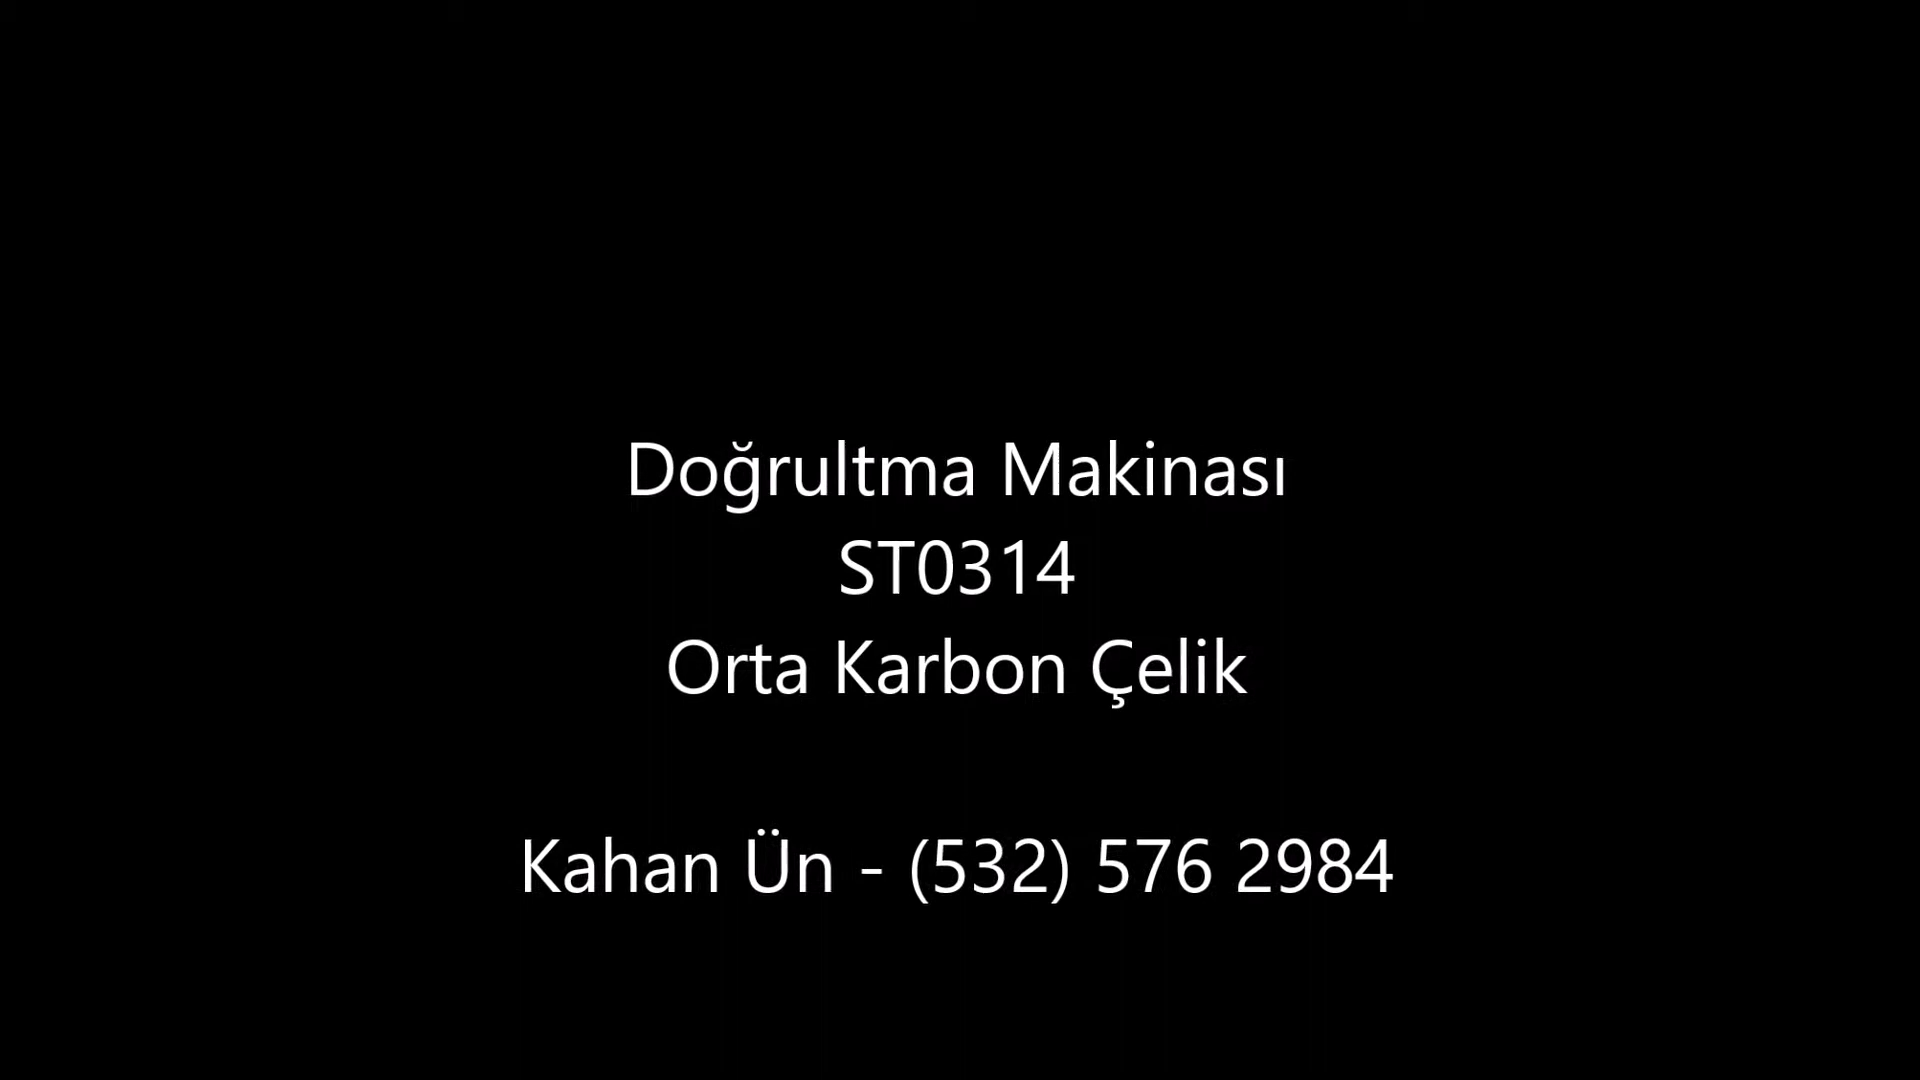 Doğrultma Makinası
ST0314
Orta Karbon Çelik
Kahan Ün - (532) 576 2984